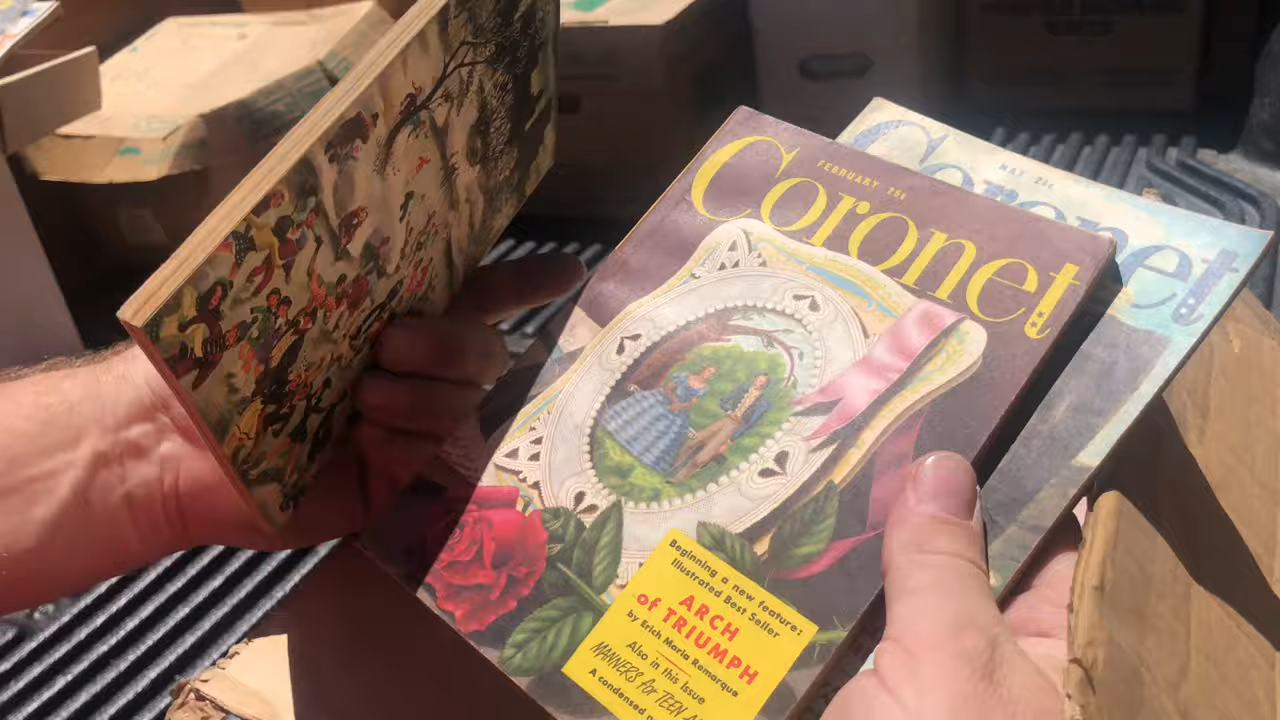 FEBRUARY 25¢
Coronet
MAY 25¢
Coronet
Beginning a new feature:
Illustrated Best Seller
ARCH
of TRIUMPH
by Erich Maria Remarque
Also in this Issue
MANNERS for TEEN
A condensed